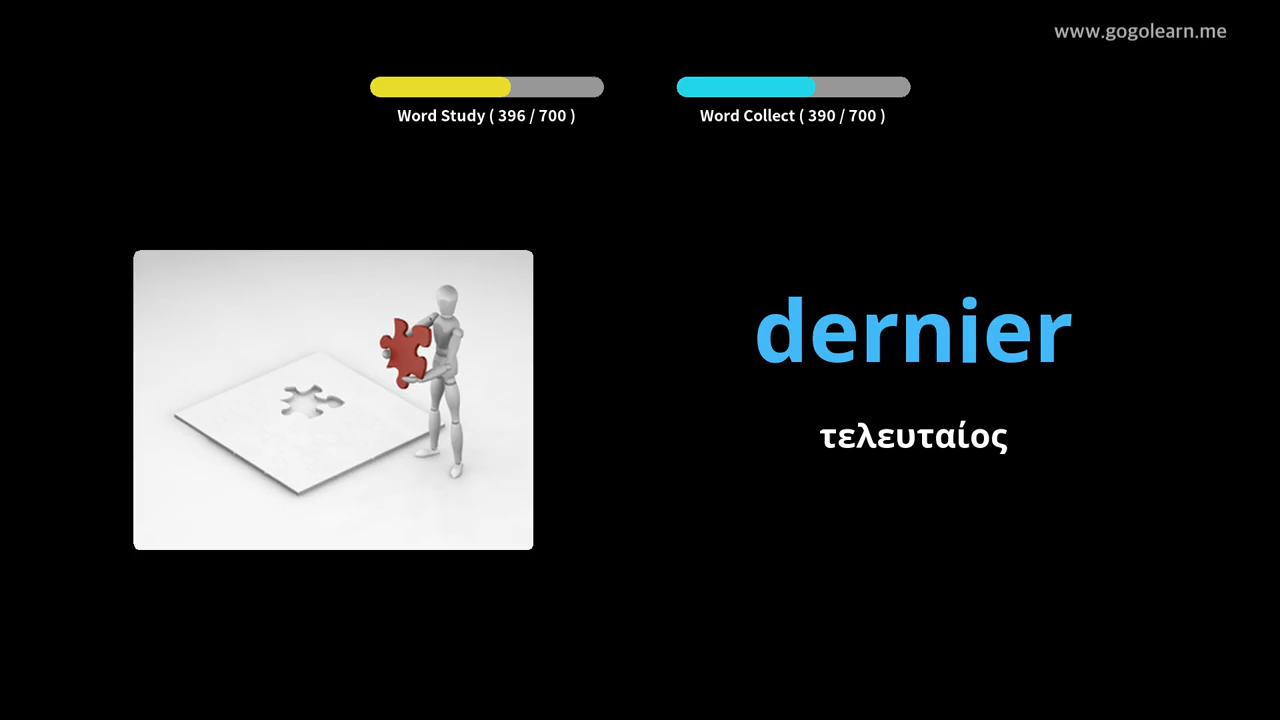 www.gogolearn.me
Word Study ( 396 / 700 )
Word Collect ( 390 / 700 )
dernier
τελευταίος